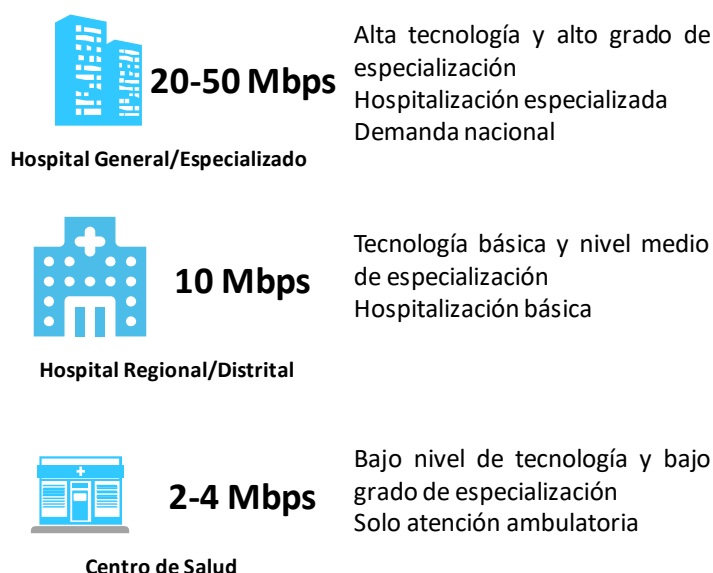 20-50 Mbps
Alta tecnología y alto grado de
especialización
Hospitalización especializada
Demanda nacional
Hospital General/Especializado
10 Mbps
Tecnología básica y nivel medio
de especialización
Hospitalización básica
Hospital Regional/Distrital
2-4 Mbps
Bajo nivel de tecnología y bajo
grado de especialización
Solo atención ambulatoria
Centro de Salud